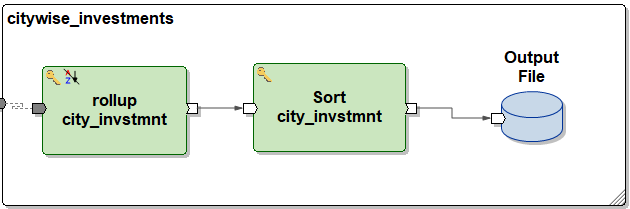 citywise_investments
rollup
city_invstmnt
Sort
city_invstmnt
Output
File